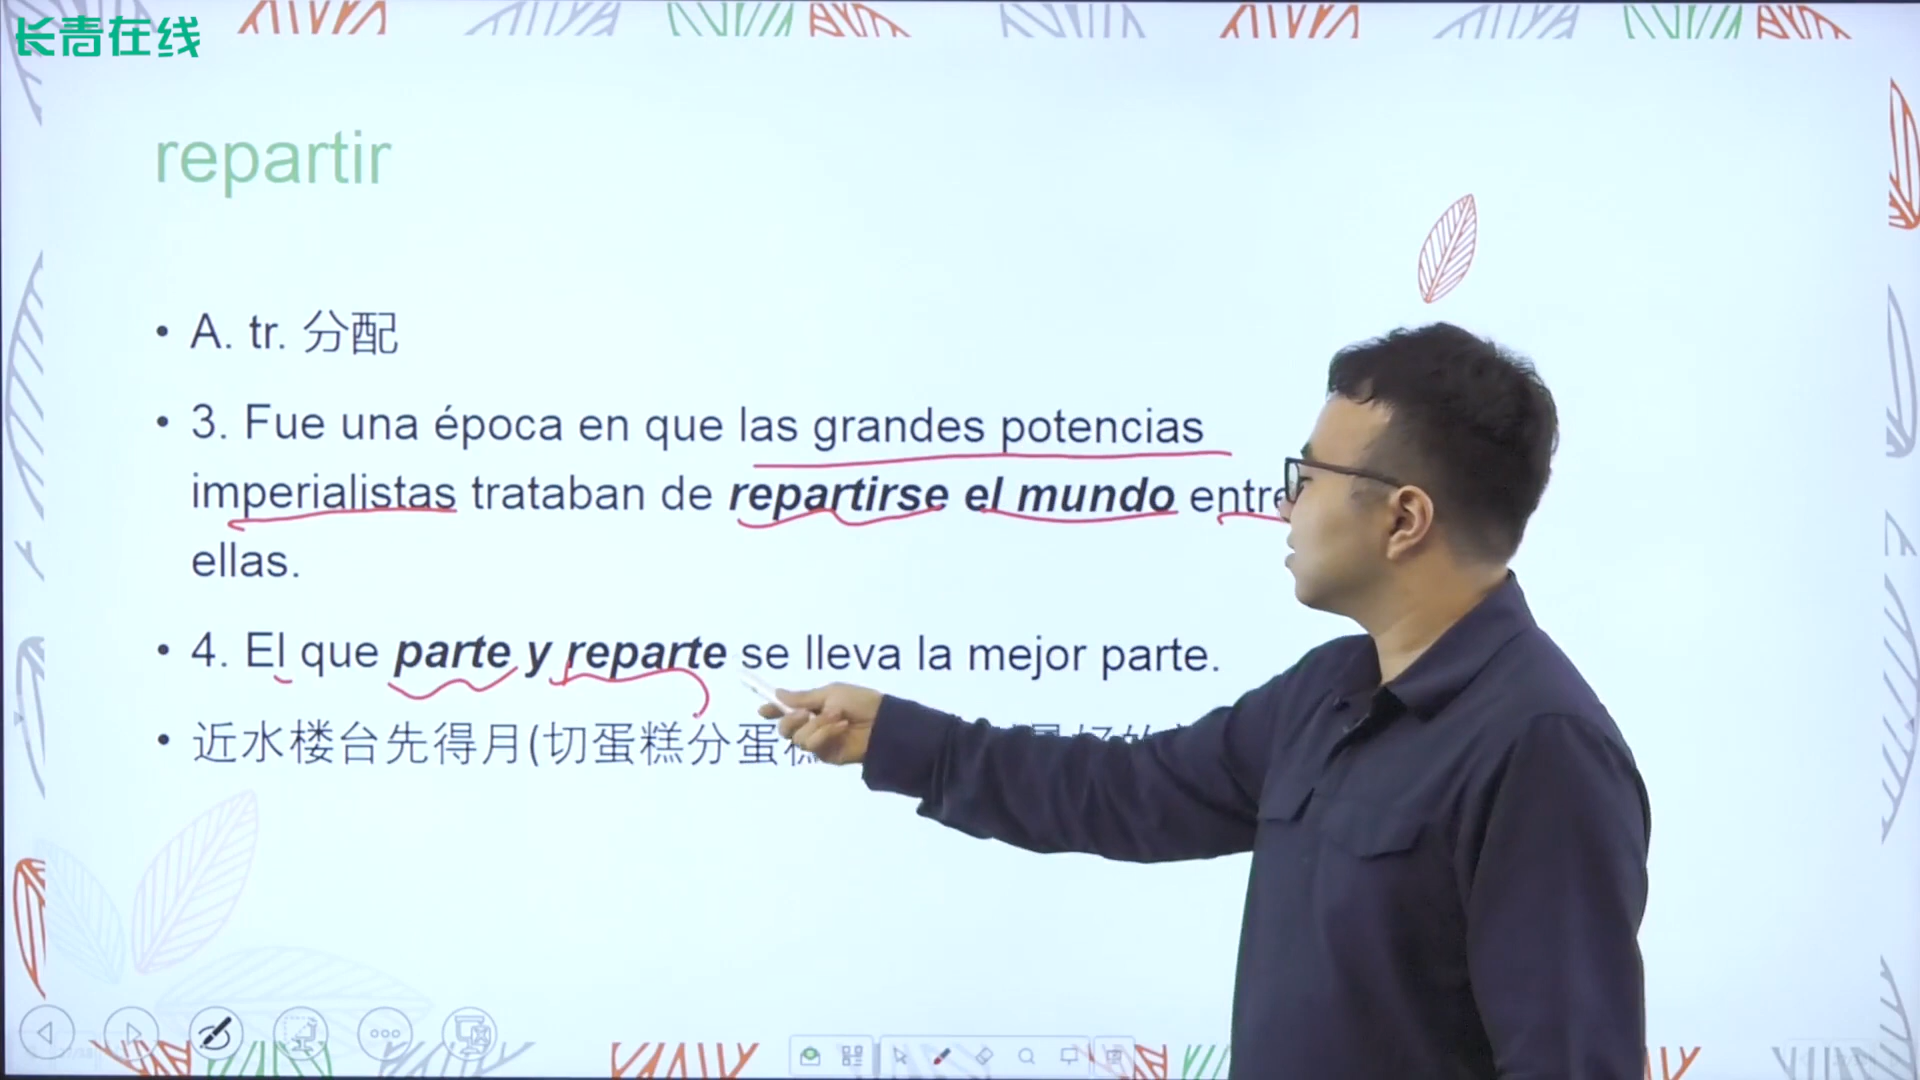 长青在线
repartir
• A. tr. 分配
• 3. Fue una época en que las grandes potencias
imperialistas trataban de repartirse el mundo entre
ellas.
• 4. El que parte y reparte se lleva la mejor parte.
• 近水楼台先得月(切蛋糕分蛋